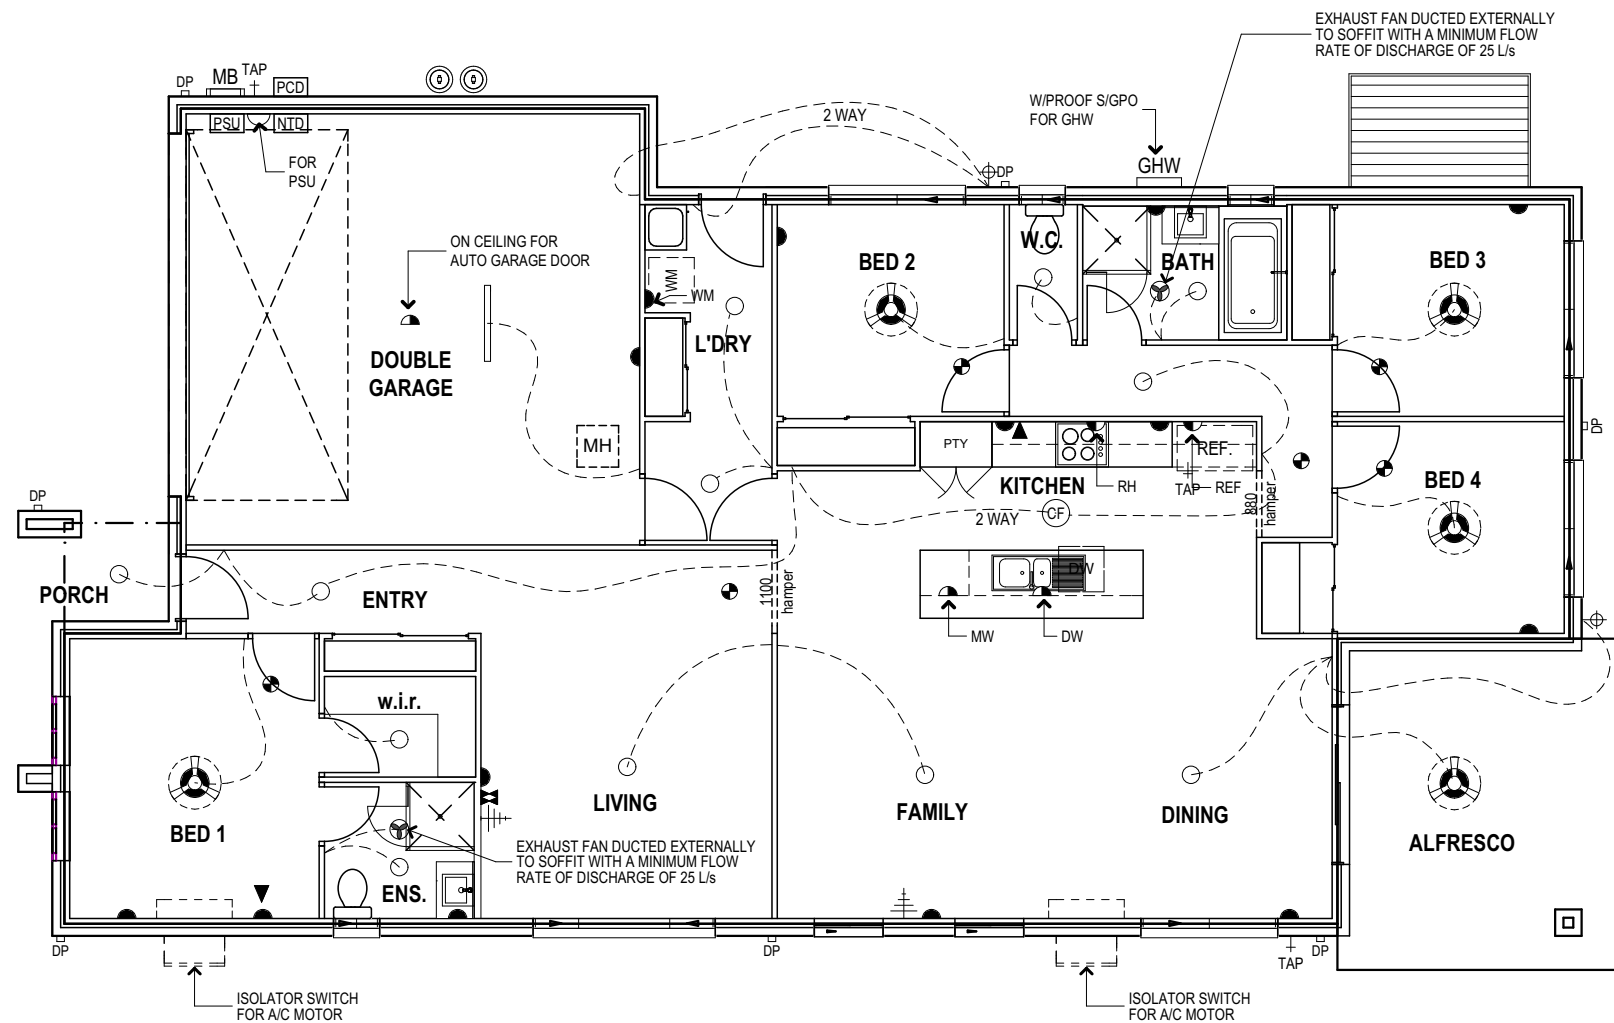 EXHAUST FAN DUCTED EXTERNALLY
TO SOFFIT WITH A MINIMUM FLOW
RATE OF DISCHARGE OF 25 L/s
DP
MB
TAP
PCD
PSU
NTD
FOR
PSU
2 WAY
W/PROOF S/GPO
FOR GHW
GHW
DP
ON CEILING FOR
AUTO GARAGE DOOR
W.C.
BED 2
BATH
BED 3
WM
WM
L'DRY
DOUBLE
GARAGE
MH
PTY
REF.
KITCHEN
RH
TAP
REF
BED 4
DP
880
hamper
2 WAY
CF
DP
DW
PORCH
ENTRY
1100
hamper
MW
DW
w.i.r.
LIVING
FAMILY
DINING
BED 1
ALFRESCO
EXHAUST FAN DUCTED EXTERNALLY
TO SOFFIT WITH A MINIMUM FLOW
RATE OF DISCHARGE OF 25 L/s
ENS.
DP
DP
TAP
DP
ISOLATOR SWITCH
FOR A/C MOTOR
ISOLATOR SWITCH
FOR A/C MOTOR